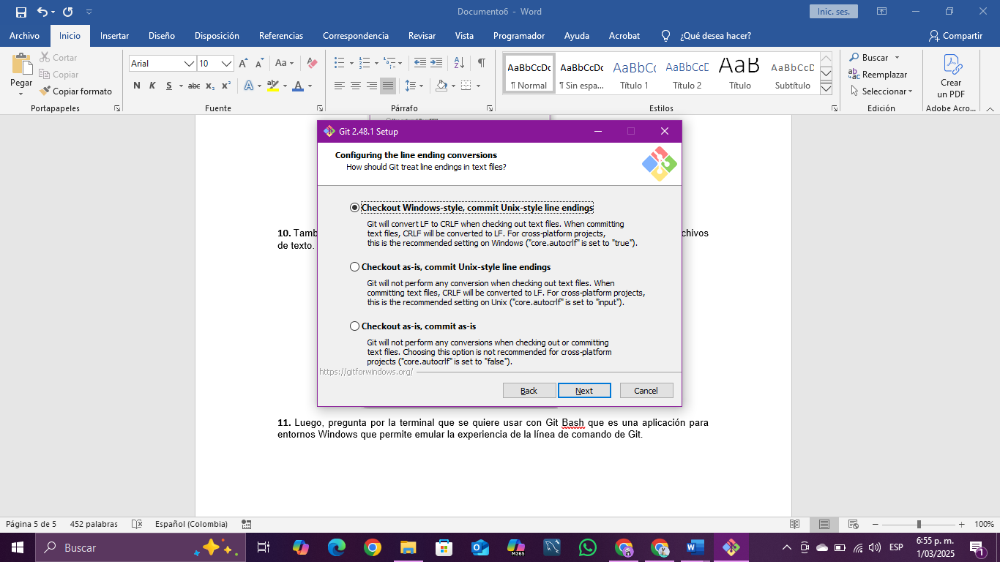 Documento6 - Word
Inic. ses.
Archivo Inicio Insertar Diseño Disposición Referencias Correspondencia Revisar Vista Programador Ayuda Acrobat ¿Qué desea hacer? Compartir
Pegar
Cortar
Copiar
Copiar formato
Portapapeles
Arial 10
Aa
N K S abc x₂ x²
A aby A
Fuente
Párrafo
AaBbCcDc AaBbCcDc AaBbCc AaBbCcD AaB AaBbCcD
¶ Normal ¶ Sin espa... Título 1 Título 2 Título Subtítulo
Estilos
Buscar
Reemplazar
Seleccionar
Edición
Crear
un PDF
Adobe Acro...
Git 2.48.1 Setup
Configuring the line ending conversions
How should Git treat line endings in text files?
Checkout Windows-style, commit Unix-style line endings
Git will convert LF to CRLF when checking out text files. When committing
text files, CRLF will be converted to LF. For cross-platform projects,
this is the recommended setting on Windows ("core.autocrlf" is set to "true").
Checkout as-is, commit Unix-style line endings
Git will not perform any conversion when checking out text files. When
committing text files, CRLF will be converted to LF. For cross-platform projects,
this is the recommended setting on Unix ("core.autocrlf" is set to "input").
Checkout as-is, commit as-is
Git will not perform any conversions when checking out or committing
text files. Choosing this option is not recommended for cross-platform
projects ("core.autocrlf" is set to "false").
https://gitforwindows.org/
Back Next Cancel
10. Tamb chivos
de texto.
11. Luego, pregunta por la terminal que se quiere usar con Git Bash que es una aplicación para
entornos Windows que permite emular la experiencia de la línea de comando de Git.
Página 5 de 5 452 palabras Español (Colombia) 100%
Buscar
M365
ESP
6:55 p. m.
1/03/2025
1